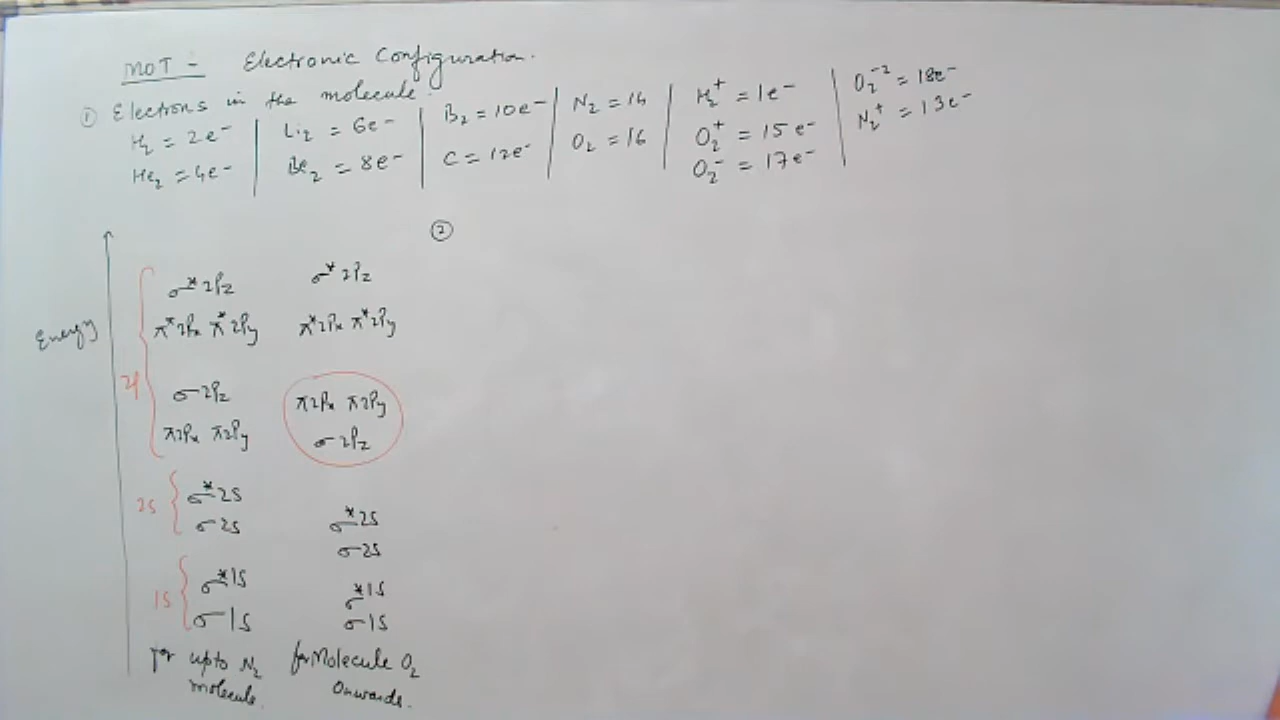 MOT - Electronic Configuration.
① Electrons in the molecule.
H₂ = 2e⁻
He₂ = 4e⁻
Li₂ = 6e⁻
Be₂ = 8e⁻
B₂ = 10e⁻
C = 12e⁻
N₂ = 14
O₂ = 16
H₂⁺ = 1e⁻
O₂⁺ = 15e⁻
O₂⁻ = 17e⁻
O₂⁻² = 18e⁻
N₂⁺ = 13e⁻
②
Energy
2p
σ*2Pz
π*2Px π*2Py
σ2Pz
π2Px π2Py
2s
σ*2s
σ2s
1s
σ*1s
σ1s
For upto N₂
molecule.
σ*2Pz
π*2Px π*2Py
π2Px π2Py
σ2Pz
σ*2s
σ2s
σ*1s
σ1s
for Molecule O₂
Onwards.